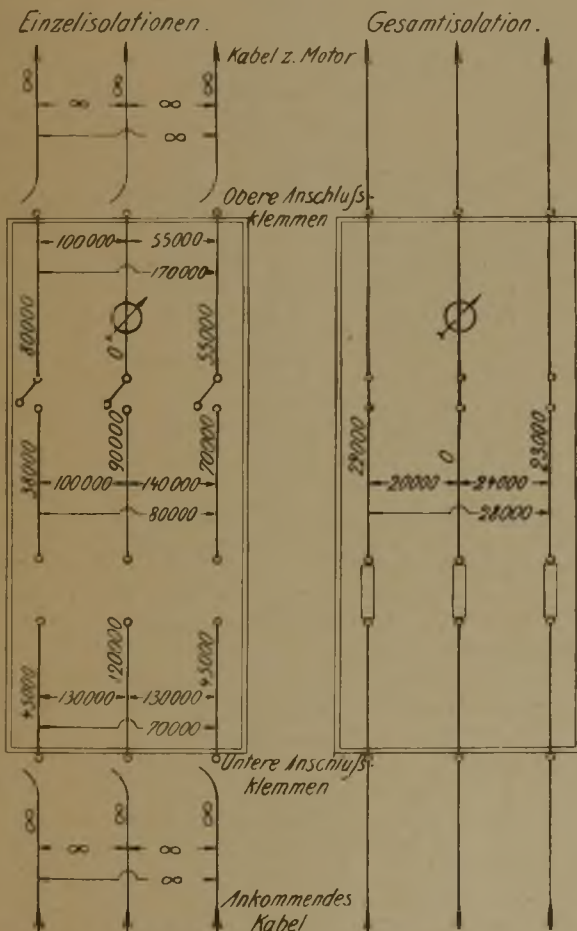 Einzelisolationen.
Gesamtisolation.
Kabel z. Motor
∞ ∞ ∞
∞ ∞
∞
Obere Anschluß-
klemmen
100000 55000
170000
80000 0* 55000
38000 90000 70000
100000 140000
80000
29000 0 23000
20000 24000
28000
45000 120000 45000
130000 130000
70000
Untere Anschluß-
klemmen
∞ ∞ ∞
∞ ∞
∞
Ankommendes
Kabel